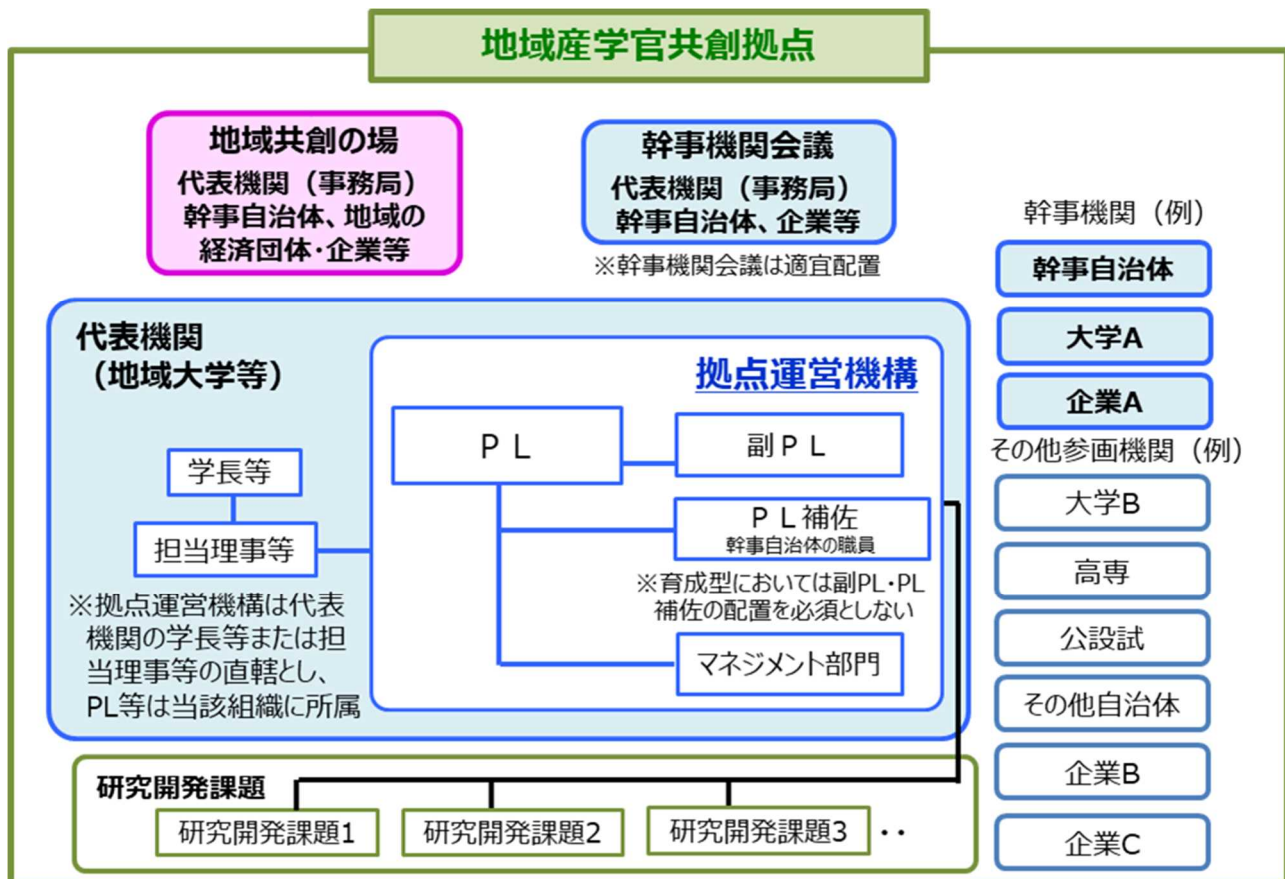 地域産学官共創拠点
地域共創の場
代表機関（事務局）
幹事自治体、地域の
経済団体・企業等
幹事機関会議
代表機関（事務局）
幹事自治体、企業等
※幹事機関会議は適宜配置
代表機関
（地域大学等）
学長等
担当理事等
※拠点運営機構は代表
機関の学長等または担
当理事等の直轄とし、
PL等は当該組織に所属
拠点運営機構
ＰＬ
副ＰＬ
ＰＬ補佐
幹事自治体の職員
※育成型においては副PL・PL
補佐の配置を必須としない
マネジメント部門
研究開発課題
研究開発課題1
研究開発課題2
研究開発課題3
・・
幹事機関（例）
幹事自治体
大学A
企業A
その他参画機関（例）
大学B
高専
公設試
その他自治体
企業B
企業C